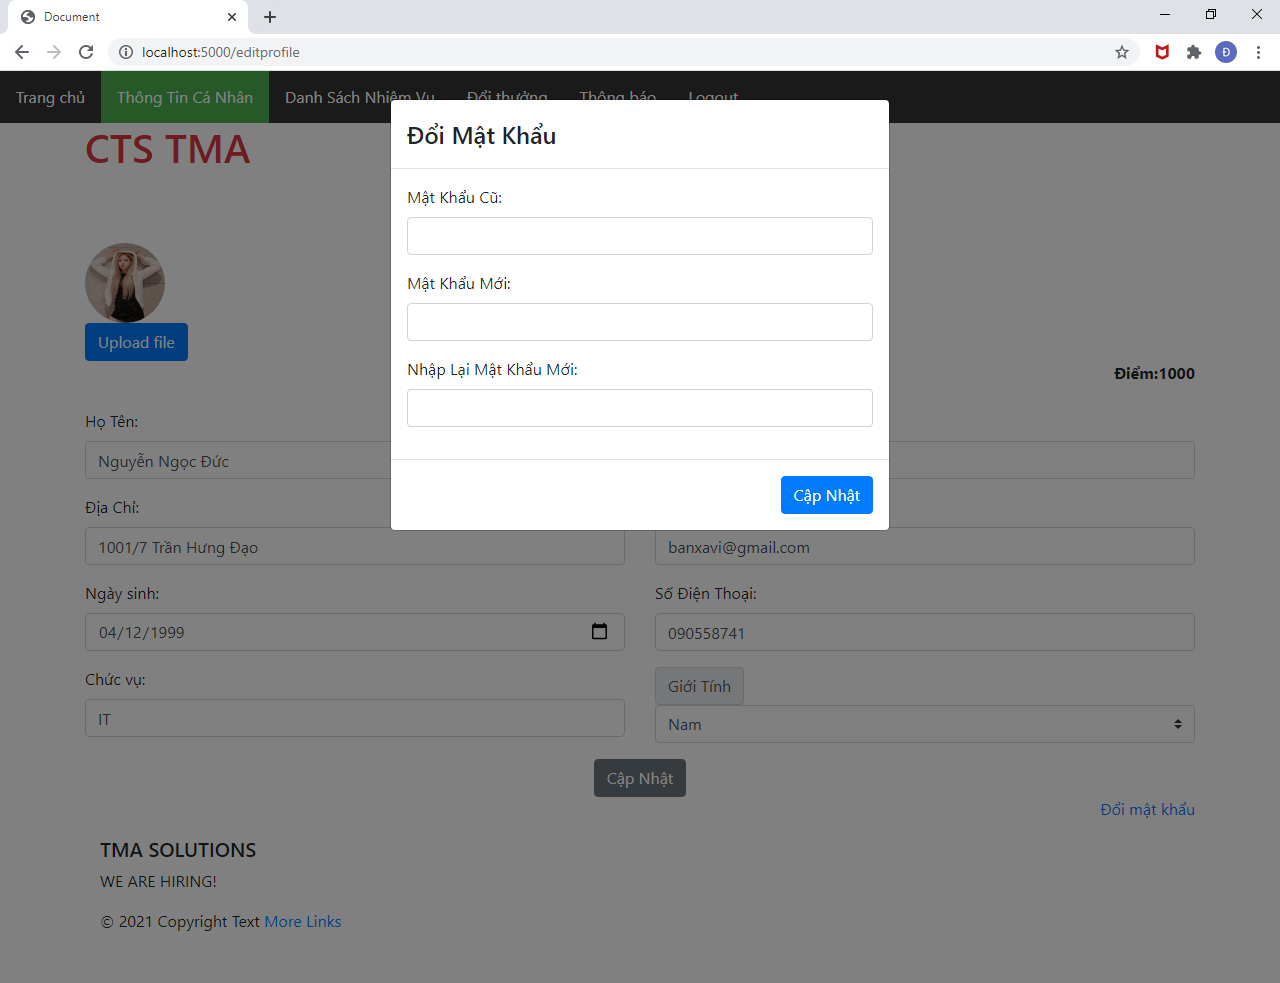 Document
localhost:5000/editprofile
Đ
Trang chủ
Thông Tin Cá Nhân
Danh Sách Nhiệm Vụ
Đổi thưởng
Thông báo
Logout
CTS TMA
Đổi Mật Khẩu
Mật Khẩu Cũ:
Mật Khẩu Mới:
Nhập Lại Mật Khẩu Mới:
Cập Nhật
Upload file
Điểm:1000
Họ Tên:
Nguyễn Ngọc Đức
Địa Chỉ:
1001/7 Trần Hưng Đạo
banxavi@gmail.com
Ngày sinh:
Số Điện Thoại:
04/12/1999
090558741
Chức vụ:
Giới Tính
IT
Nam
Cập Nhật
Đổi mật khẩu
TMA SOLUTIONS
WE ARE HIRING!
© 2021 Copyright Text More Links